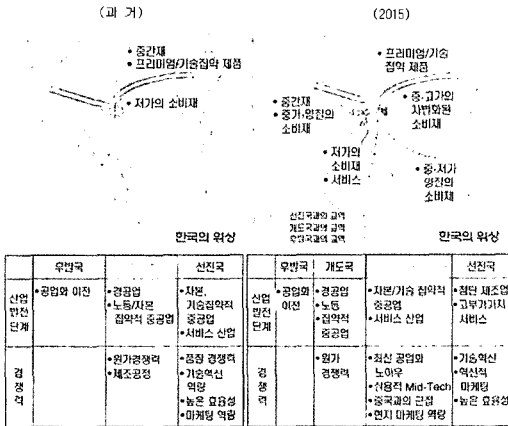 (과 거)
(2015)
• 중간재
• 프리미엄/기술집약 제품
• 저가의 소비재
• 프리미엄/기술
집약 제품
• 중·고가의
차별화된
소비재
• 중간재
• 중가·양질의
소비재
• 저가의
소비재
• 서비스
• 중·저가
양질의
소비재
선진국과의 교역
개도국과의 교역
후발국과의 교역
한국의 위상
한국의 위상
후발국
선진국
산업
발전
단계
• 공업화 이전
• 경공업
• 노동/자본
집약적 중공업
• 자본,
기술집약적
중공업
• 서비스 산업
경
쟁
력
• 원가경쟁력
• 제조공정
• 품질 경쟁력
• 기술혁신
역량
• 높은 효율성
• 마케팅 역량
후발국
개도국
선진국
산업
발전
단계
• 공업화
이전
• 경공업
• 노동
집약적
중공업
• 자본/기술 집약적
중공업
• 서비스 산업
• 첨단 제조업
• 고부가가치
서비스
경
쟁
력
• 원가
경쟁력
• 최신 공업화
노하우
• 실용적 Mid-Tech
• 중국과의 근접
• 현지 마케팅 역량
• 기술혁신
• 혁신적
마케팅
• 높은 효율성